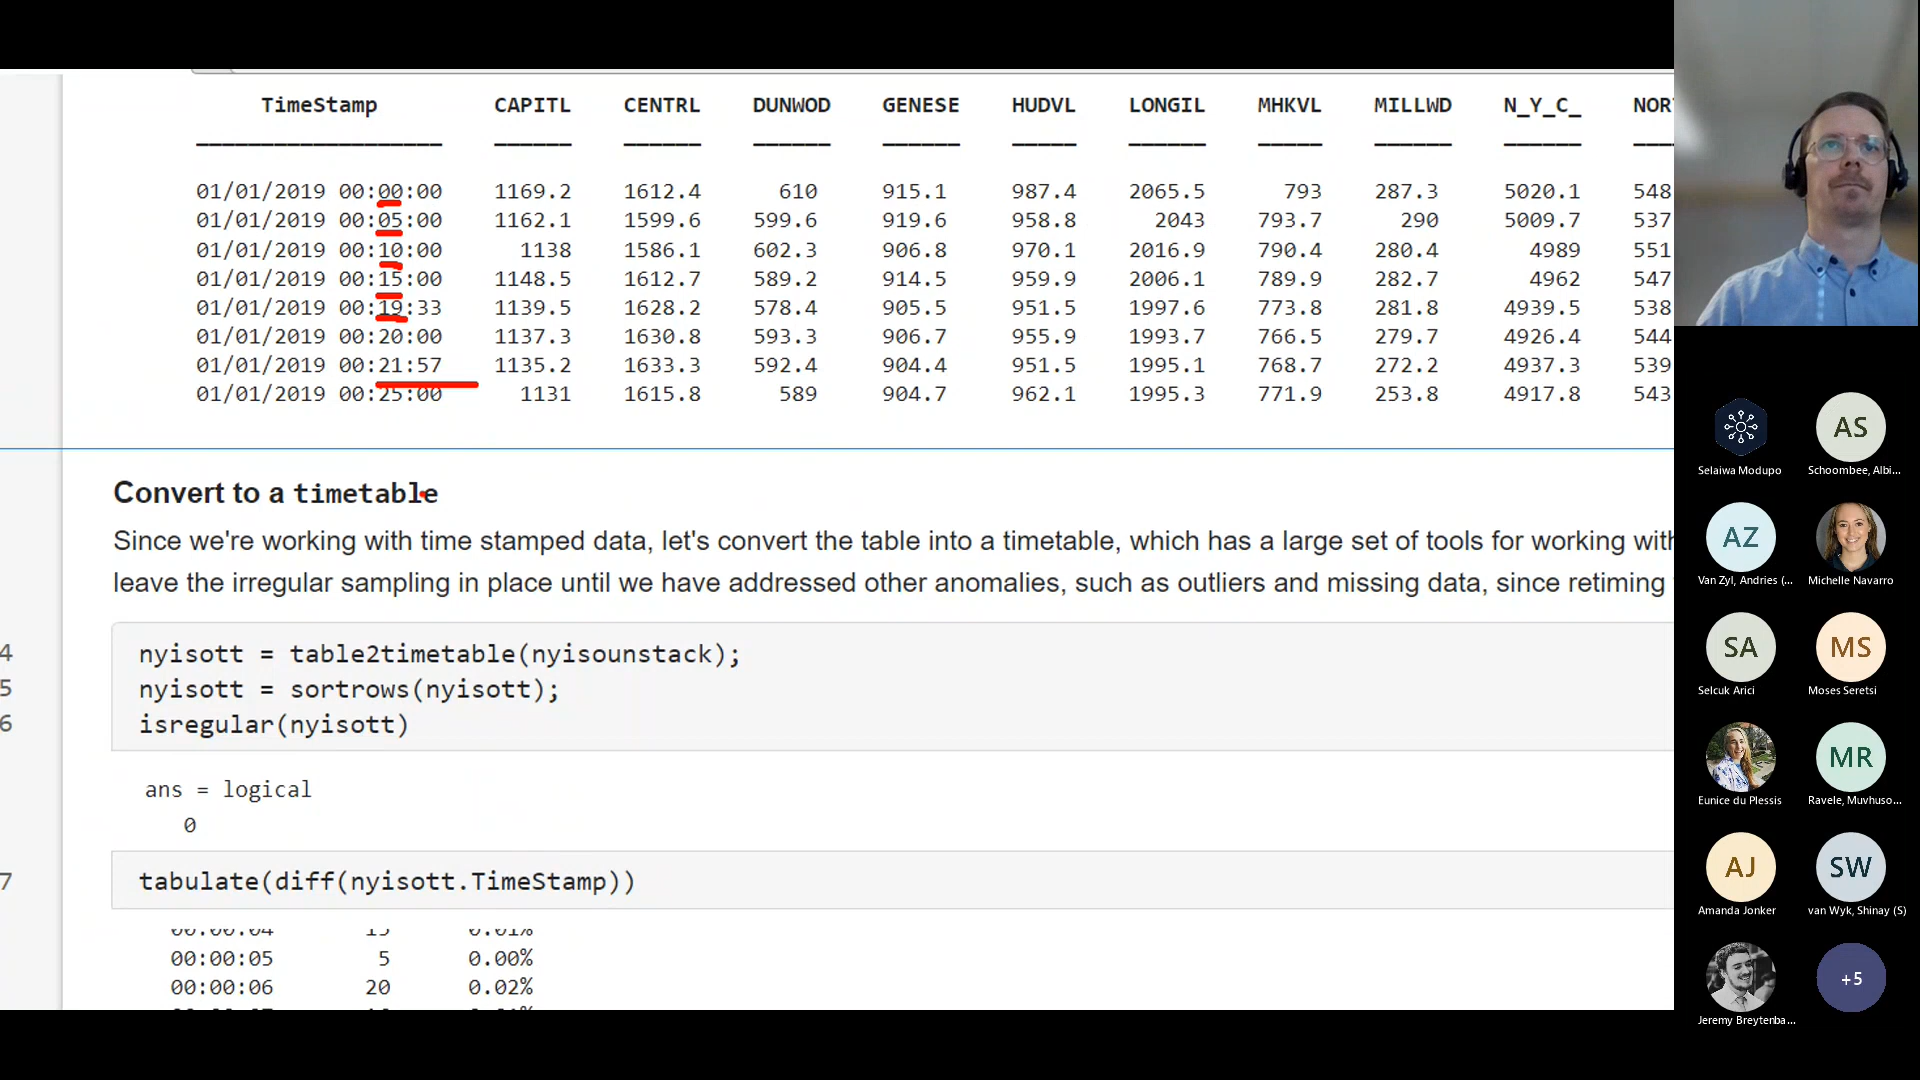 TimeStamp CAPITL CENTRL DUNWOD GENESE HUDVL LONGIL MHKVL MILLWD N_Y_C_
01/01/2019 00:00:00 1169.2 1612.4 610 915.1 987.4 2065.5 793 287.3 5020.1 548
01/01/2019 00:05:00 1162.1 1599.6 599.6 919.6 958.8 2043 793.7 290 5009.7 537
01/01/2019 00:10:00 1138 1586.1 602.3 906.8 970.1 2016.9 790.4 280.4 4989 551
01/01/2019 00:15:00 1148.5 1612.7 589.2 914.5 959.9 2006.1 789.9 282.7 4962 547
01/01/2019 00:19:33 1139.5 1628.2 578.4 905.5 951.5 1997.6 773.8 281.8 4939.5 538
01/01/2019 00:20:00 1137.3 1630.8 593.3 906.7 955.9 1993.7 766.5 279.7 4926.4 544
01/01/2019 00:21:57 1135.2 1633.3 592.4 904.4 951.5 1995.1 768.7 272.2 4937.3 539
01/01/2019 00:25:00 1131 1615.8 589 904.7 962.1 1995.3 771.9 253.8 4917.8 543
Convert to a timetable
Since we're working with time stamped data, let's convert the table into a timetable, which has a large set of tools for working with
leave the irregular sampling in place until we have addressed other anomalies, such as outliers and missing data, since retiming
4 nyisott = table2timetable(nyisounstack);
5 nyisott = sortrows(nyisott);
6 isregular(nyisott)
ans = logical
0
7 tabulate(diff(nyisott.TimeStamp))
00:00:04 15 0.01%
00:00:05 5 0.00%
00:00:06 20 0.02%
AS
Selaiwa Modupo
Schoombee, Albi...
AZ
Van Zyl, Andries (...
Michelle Navarro
SA
MS
Selcuk Arici
Moses Seretsi
MR
Eunice du Plessis
Ravele, Muvhuso...
AJ
SW
Amanda Jonker
van Wyk, Shinay (S)
+5
Jeremy Breytenba...